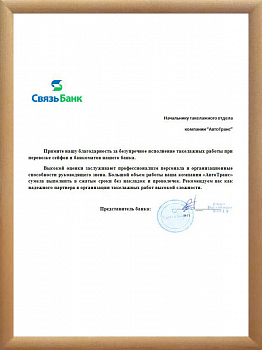 СвязьБанк
Начальнику такелажного отдела
компании "АвтоТранс"
Примите нашу благодарность за безупречное исполнение такелажных работ при
перевозке сейфов и банкоматов нашего банка.
Высокой оценки заслуживают профессионализм персонала и организационные
способности руководящего звена. Большой объем работы ваша компания «АвтоТранс»
сумела выполнить в сжатые сроки без накладок и проволочек. Рекомендуем вас как
надежного партнера в организации такелажных работ высокой сложности.
Представитель банка: